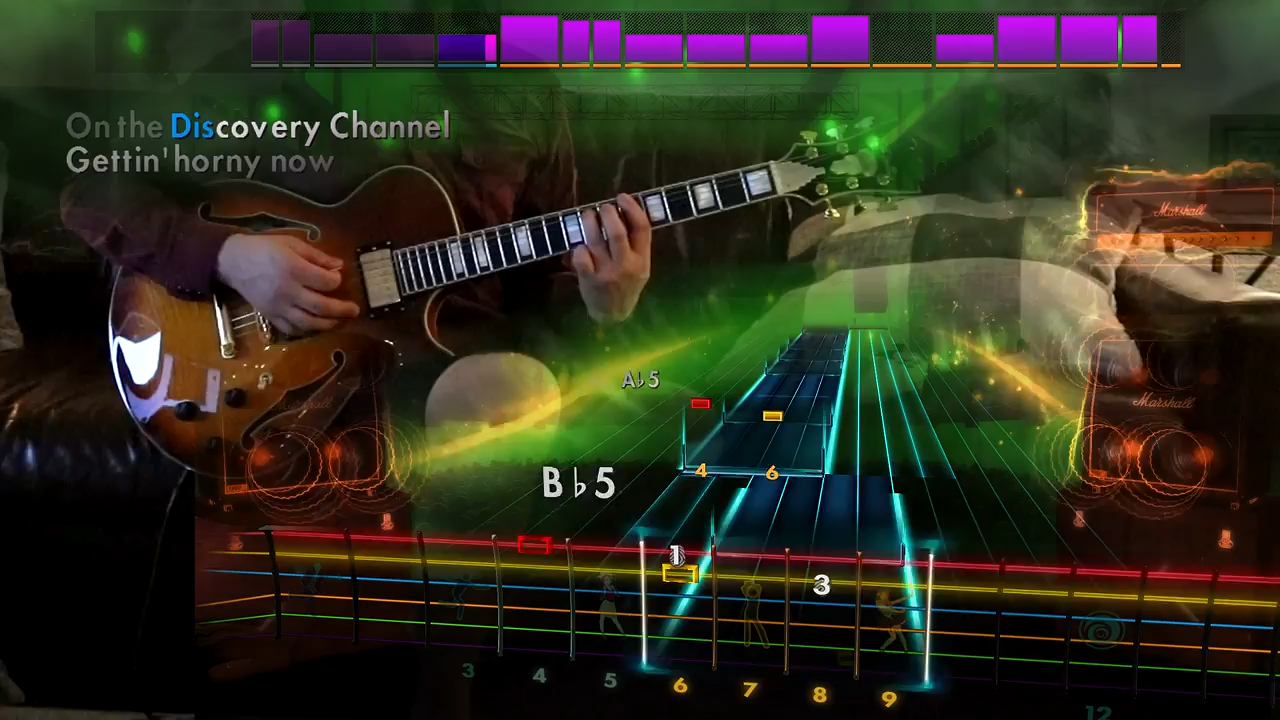 On the Discovery Channel
Gettin' horny now
Marshall
A♭5
Marshall
Marshall
4 6
B♭5
1
3
3 4 5 6 7 8 9 12